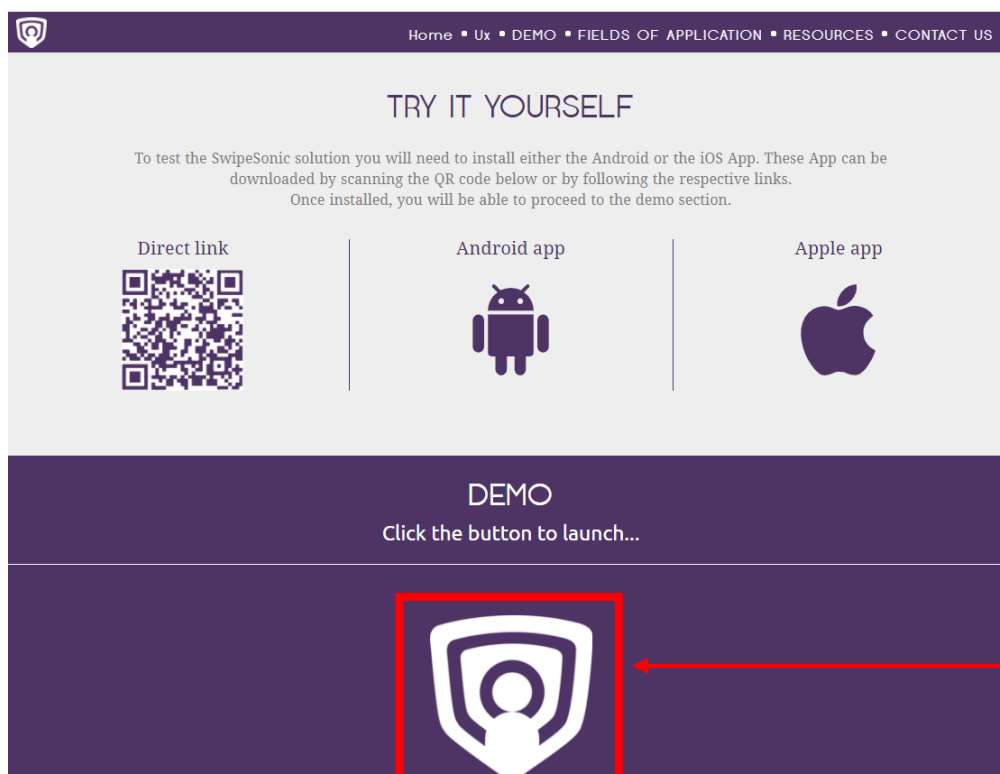 Home ▪ Ux ▪ DEMO ▪ FIELDS OF APPLICATION ▪ RESOURCES ▪ CONTACT US
TRY IT YOURSELF
To test the SwipeSonic solution you will need to install either the Android or the iOS App. These App can be
downloaded by scanning the QR code below or by following the respective links.
Once installed, you will be able to proceed to the demo section.
Direct link
Android app
Apple app
DEMO
Click the button to launch...